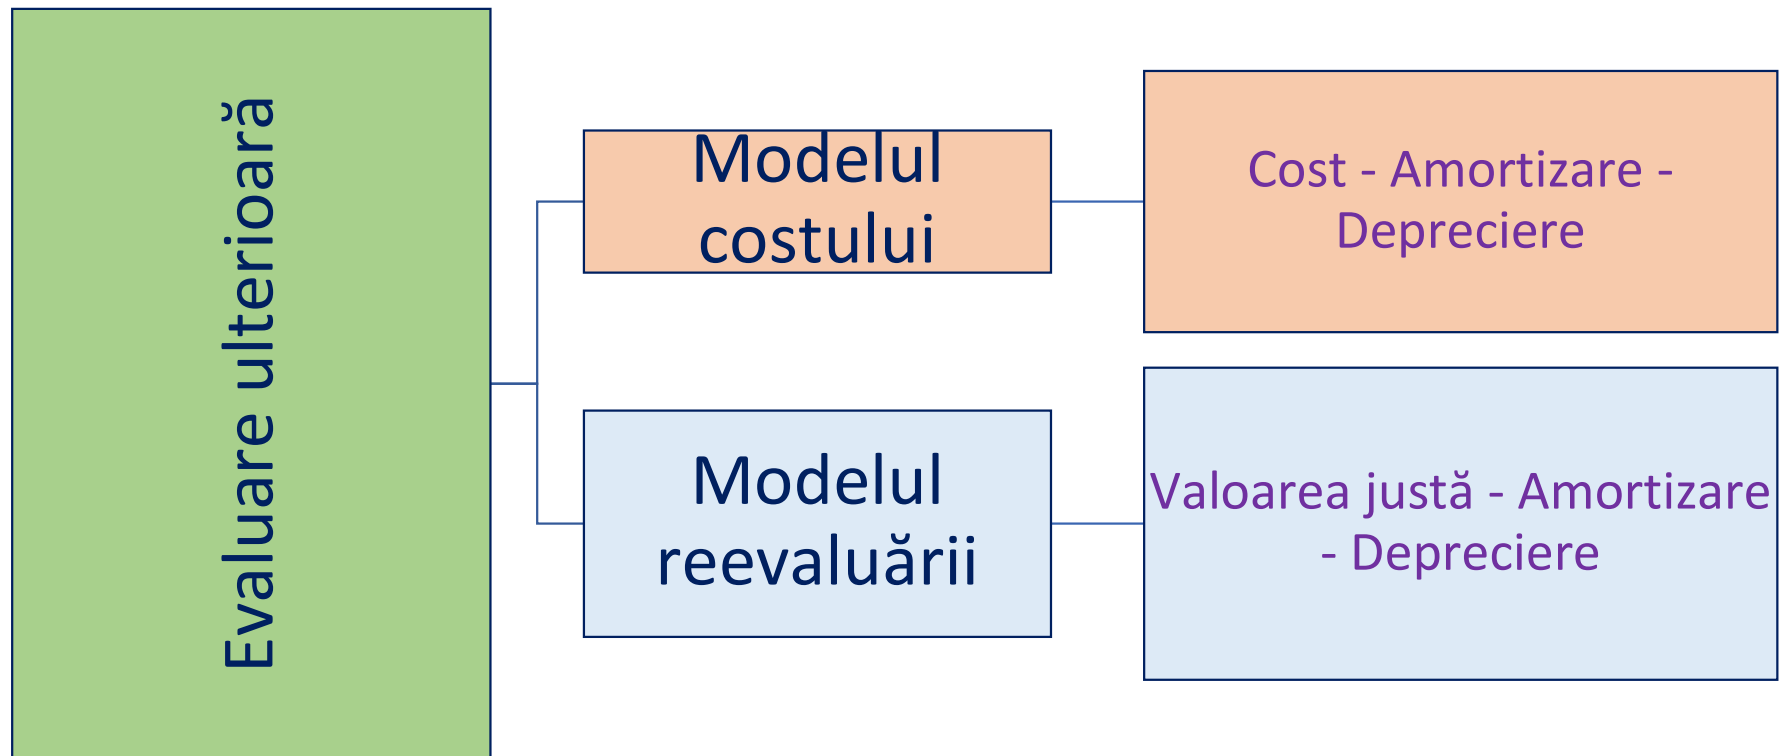 Evaluare ulterioară
Modelul
costului
Cost - Amortizare -
Depreciere
Modelul
reevaluării
Valoarea justă - Amortizare
- Depreciere